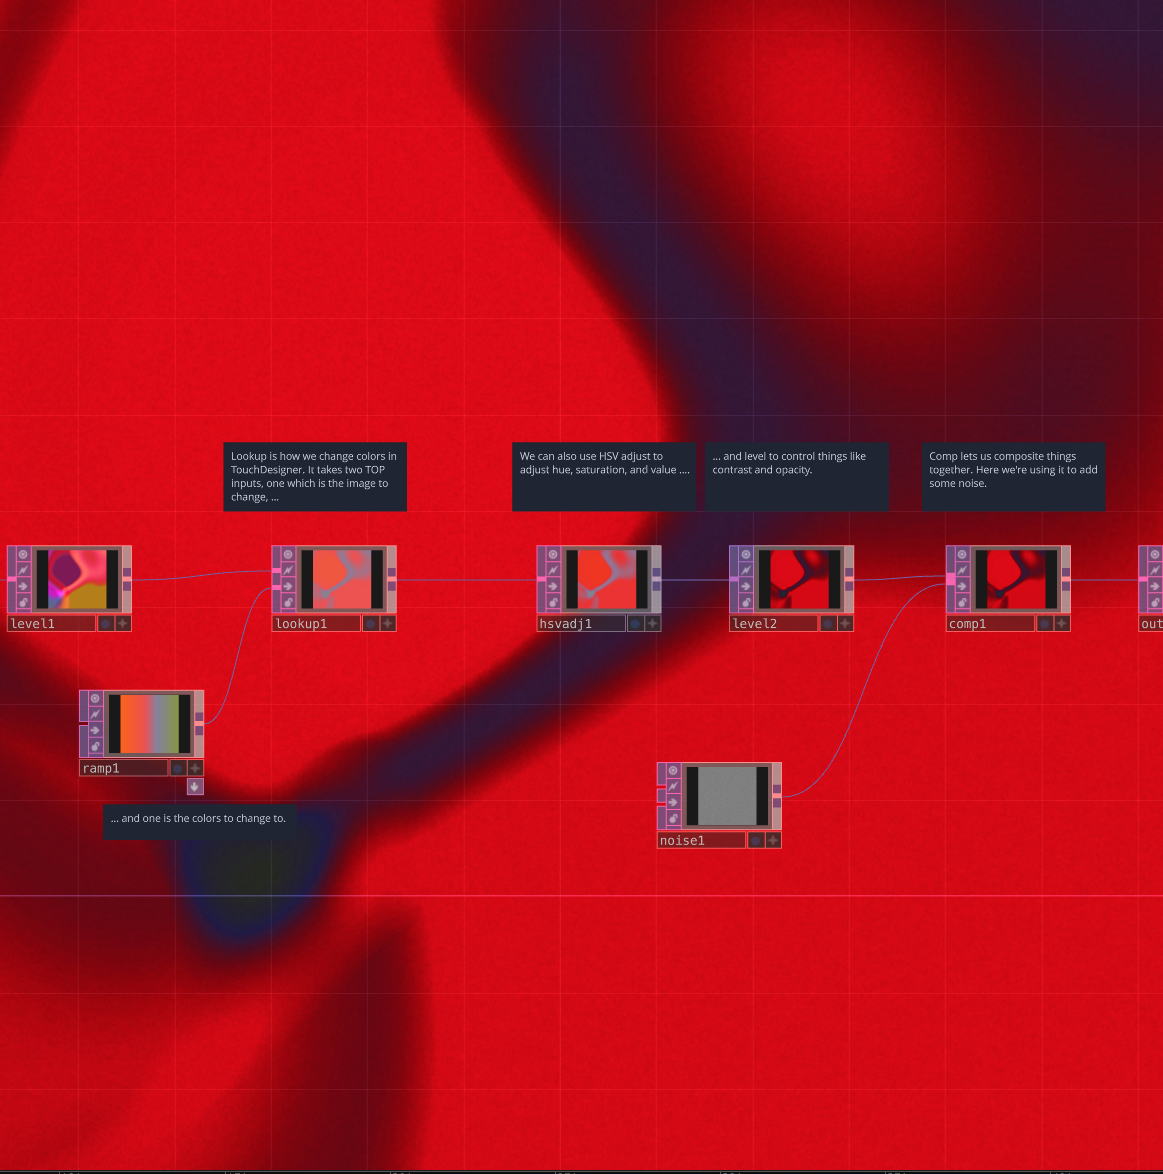 Lookup is how we change colors in
TouchDesigner. It takes two TOP
inputs, one which is the image to
change, ...
We can also use HSV adjust to
adjust hue, saturation, and value ....
... and level to control things like
contrast and opacity.
Comp lets us composite things
together. Here we're using it to add
some noise.
level1
lookup1
hsvadj1
level2
comp1
out
ramp1
... and one is the colors to change to.
noise1